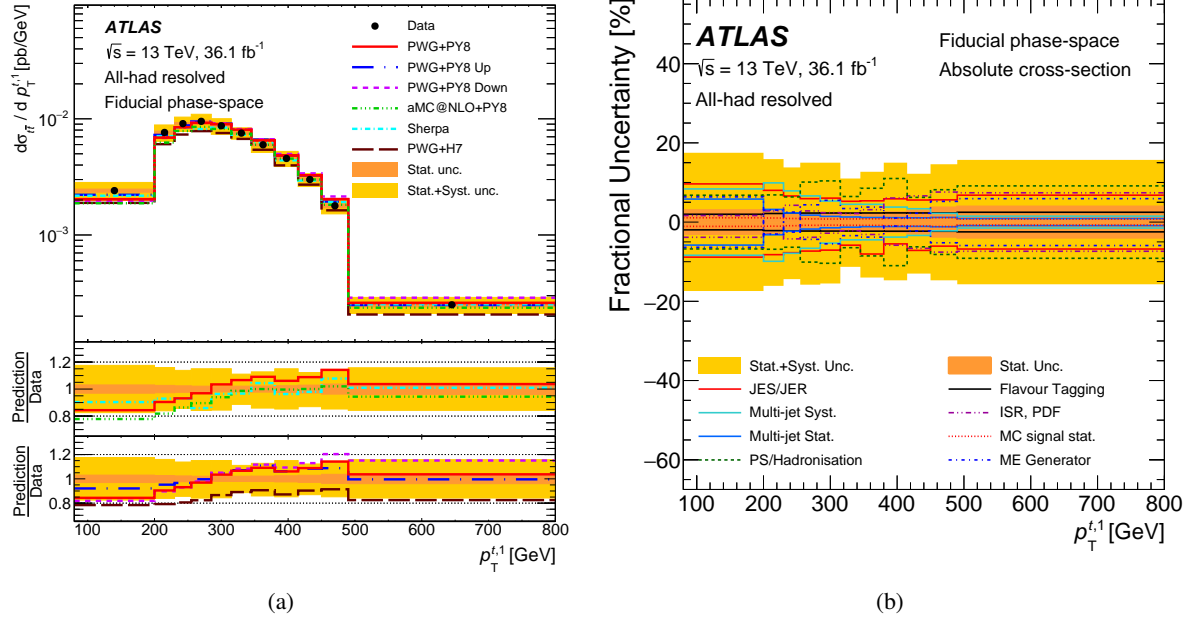 dσ_{tt̄} / d p_T^{t,1} [pb/GeV]
ATLAS
√s = 13 TeV, 36.1 fb⁻¹
All-had resolved
Fiducial phase-space
Data
PWG+PY8
PWG+PY8 Up
PWG+PY8 Down
aMC@NLO+PY8
Sherpa
PWG+H7
Stat. unc.
Stat.+Syst. unc.
10⁻²
10⁻³
Prediction
Data
1.2
1
0.8
Prediction
Data
1.2
1
0.8
100 200 300 400 500 600 700 800
p_T^{t,1} [GeV]
(a)
Fractional Uncertainty [%]
ATLAS
√s = 13 TeV, 36.1 fb⁻¹
All-had resolved
Fiducial phase-space
Absolute cross-section
40
20
0
−20
−40
−60
Stat.+Syst. Unc.
JES/JER
Multi-jet Syst.
Multi-jet Stat.
PS/Hadronisation
Stat. Unc.
Flavour Tagging
ISR, PDF
MC signal stat.
ME Generator
100 200 300 400 500 600 700 800
p_T^{t,1} [GeV]
(b)